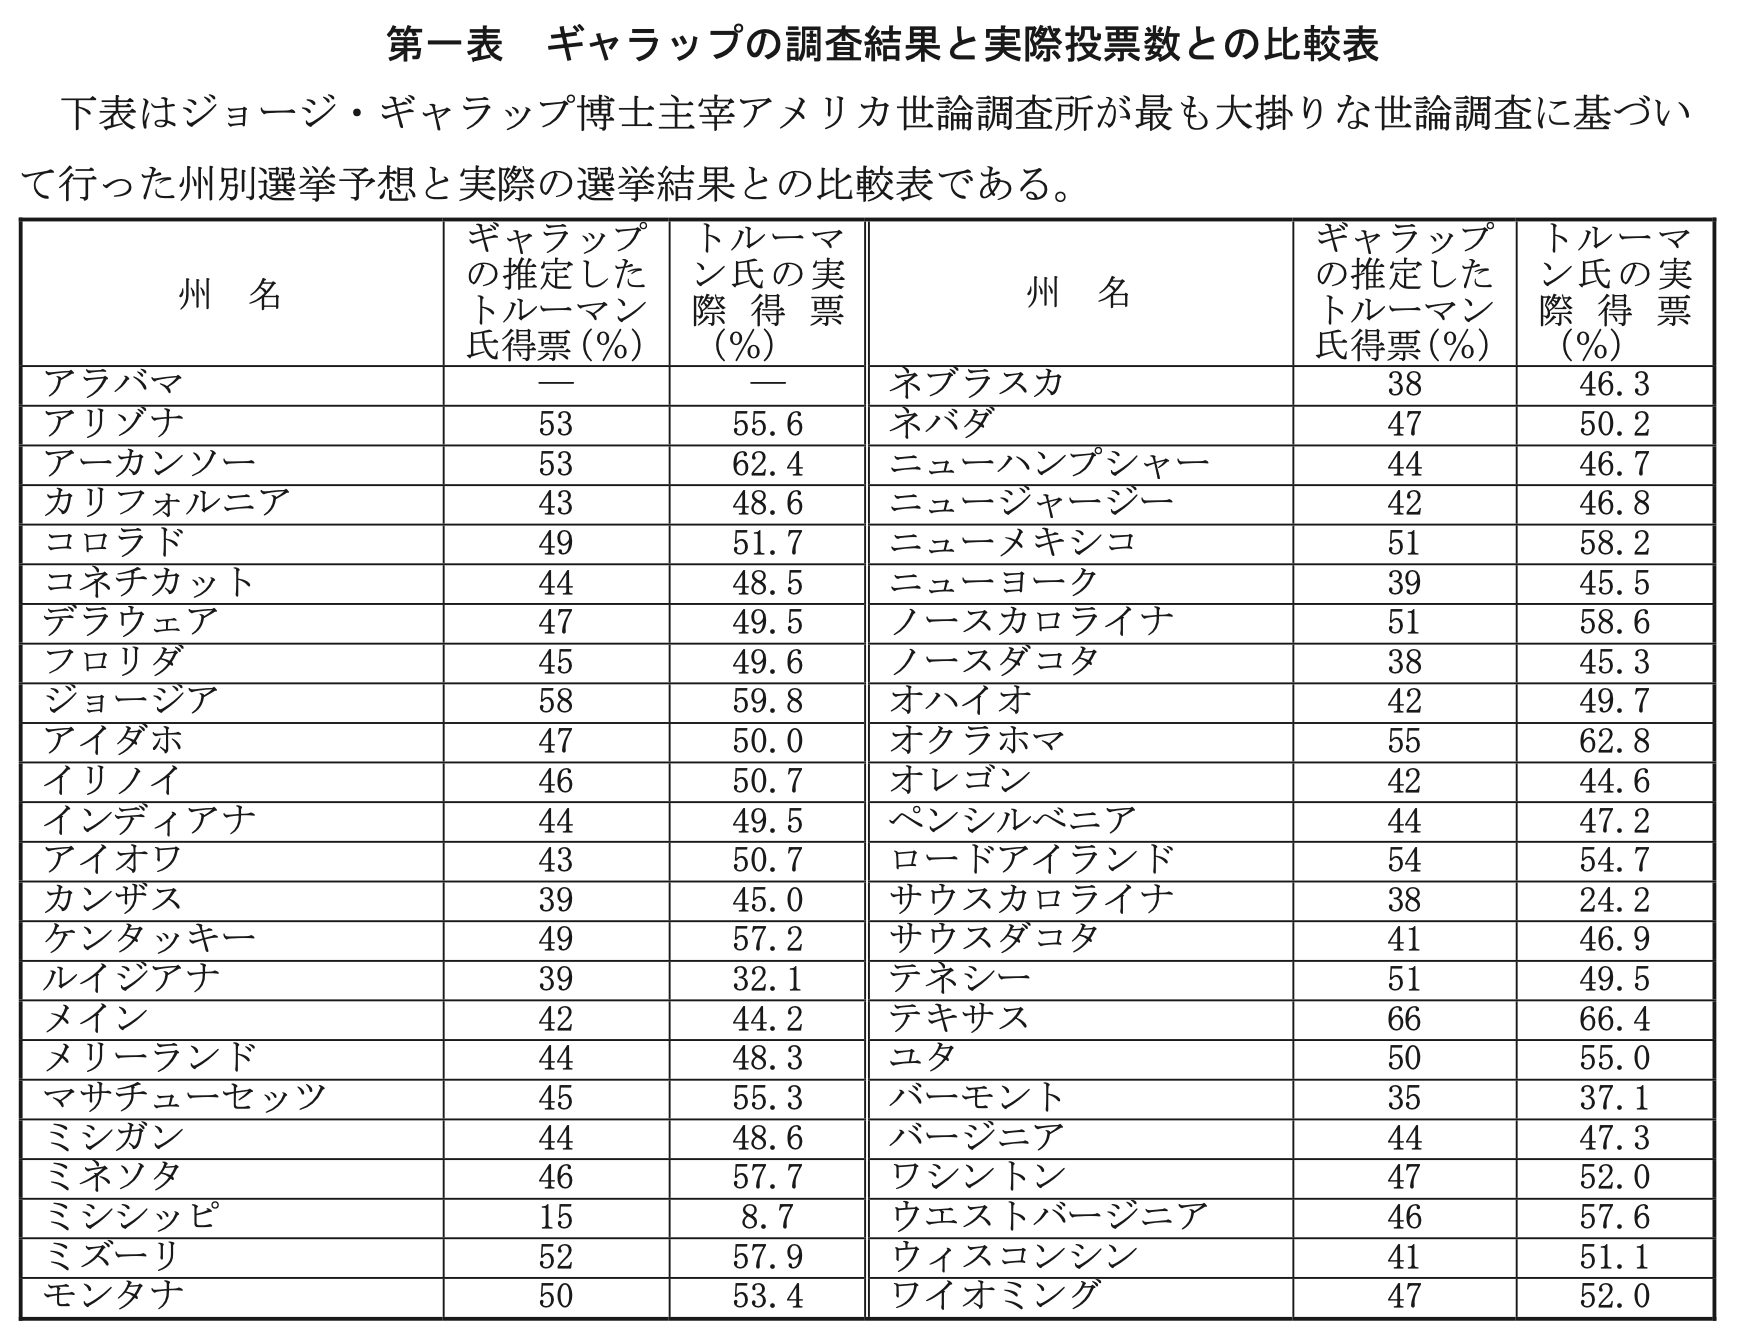 第一表　ギャラップの調査結果と実際投票数との比較表
下表はジョージ・ギャラップ博士主宰アメリカ世論調査所が最も大掛りな世論調査に基づい
て行った州別選挙予想と実際の選挙結果との比較表である。
州　名 ギャラップの推定したトルーマン氏得票(%) トルーマン氏の実際得票(%) 州　名 ギャラップの推定したトルーマン氏得票(%) トルーマン氏の実際得票(%)
アラバマ ― ― ネブラスカ 38 46.3
アリゾナ 53 55.6 ネバダ 47 50.2
アーカンソー 53 62.4 ニューハンプシャー 44 46.7
カリフォルニア 43 48.6 ニュージャージー 42 46.8
コロラド 49 51.7 ニューメキシコ 51 58.2
コネチカット 44 48.5 ニューヨーク 39 45.5
デラウェア 47 49.5 ノースカロライナ 51 58.6
フロリダ 45 49.6 ノースダコタ 38 45.3
ジョージア 58 59.8 オハイオ 42 49.7
アイダホ 47 50.0 オクラホマ 55 62.8
イリノイ 46 50.7 オレゴン 42 44.6
インディアナ 44 49.5 ペンシルベニア 44 47.2
アイオワ 43 50.7 ロードアイランド 54 54.7
カンザス 39 45.0 サウスカロライナ 38 24.2
ケンタッキー 49 57.2 サウスダコタ 41 46.9
ルイジアナ 39 32.1 テネシー 51 49.5
メイン 42 44.2 テキサス 66 66.4
メリーランド 44 48.3 ユタ 50 55.0
マサチューセッツ 45 55.3 バーモント 35 37.1
ミシガン 44 48.6 バージニア 44 47.3
ミネソタ 46 57.7 ワシントン 47 52.0
ミシシッピ 15 8.7 ウエストバージニア 46 57.6
ミズーリ 52 57.9 ウィスコンシン 41 51.1
モンタナ 50 53.4 ワイオミング 47 52.0